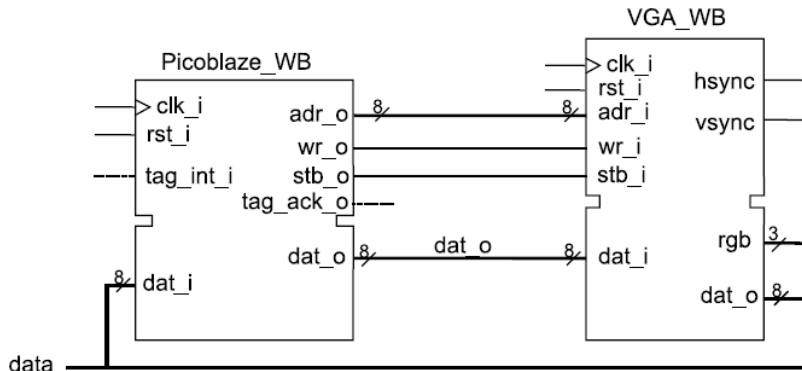 VGA_WB
Picoblaze_WB
clk_i
rst_i
tag_int_i
dat_i
8
adr_o
wr_o
stb_o
tag_ack_o
dat_o
8
8
dat_o
8
8
clk_i
rst_i
adr_i
wr_i
stb_i
dat_i
hsync
vsync
rgb
3
dat_o
8
data